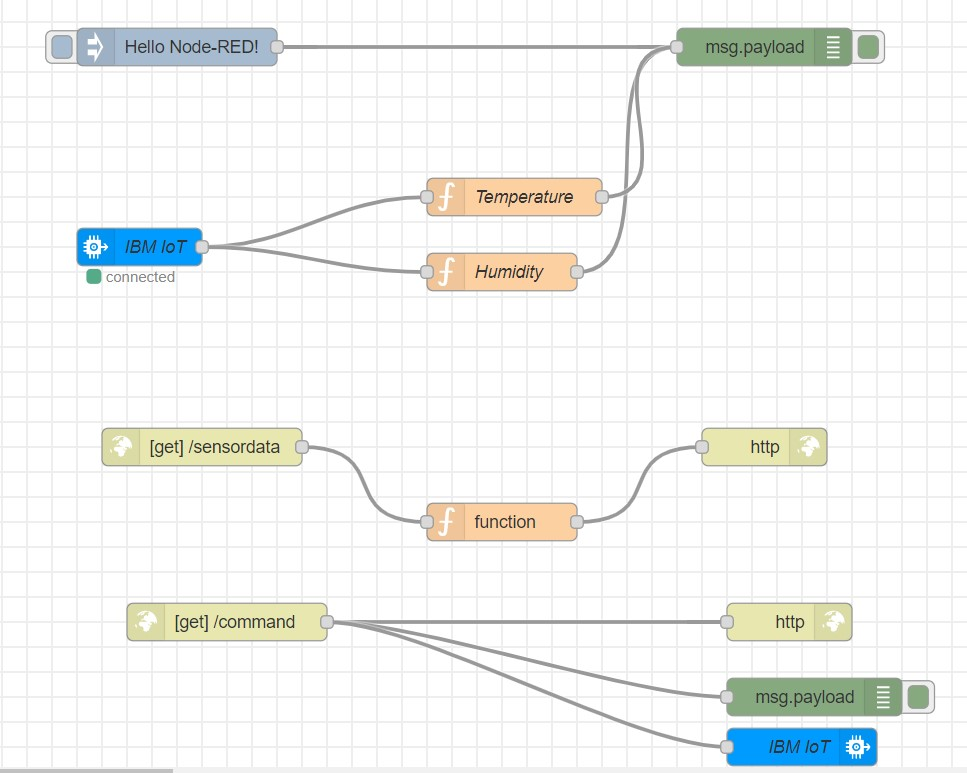 Hello Node-RED!
msg.payload
Temperature
IBM IoT
Humidity
connected
[get] /sensordata
http
function
[get] /command
http
msg.payload
IBM IoT